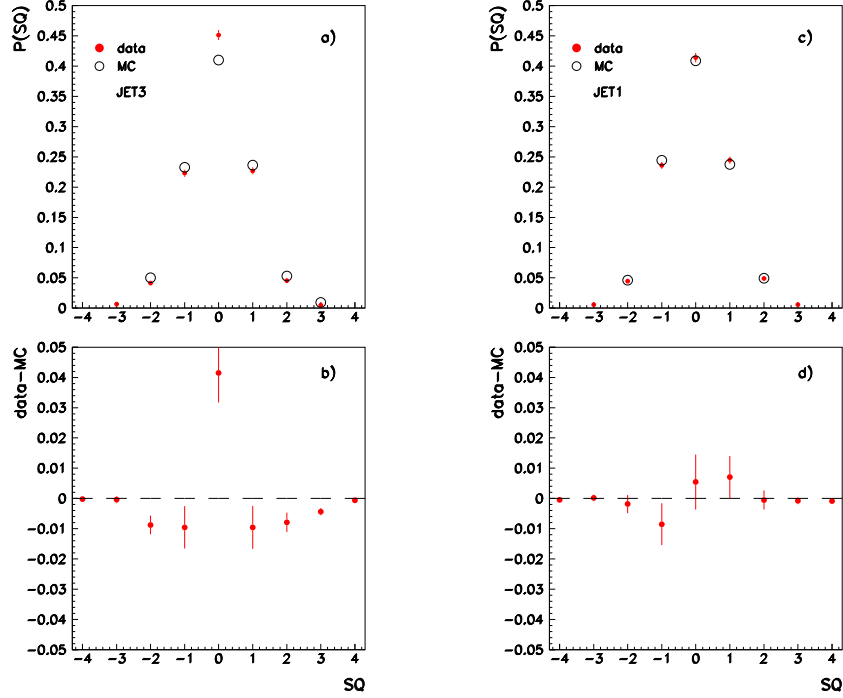 P(SQ)
0.5
0.45
0.4
0.35
0.3
0.25
0.2
0.15
0.1
0.05
0
a)
data
MC
JET3
−4 −3 −2 −1 0 1 2 3 4
P(SQ)
0.5
0.45
0.4
0.35
0.3
0.25
0.2
0.15
0.1
0.05
0
c)
data
MC
JET1
−4 −3 −2 −1 0 1 2 3 4
data−MC
0.05
0.04
0.03
0.02
0.01
0
−0.01
−0.02
−0.03
−0.04
−0.05
b)
−4 −3 −2 −1 0 1 2 3 4
SQ
data−MC
0.05
0.04
0.03
0.02
0.01
0
−0.01
−0.02
−0.03
−0.04
−0.05
d)
−4 −3 −2 −1 0 1 2 3 4
SQ